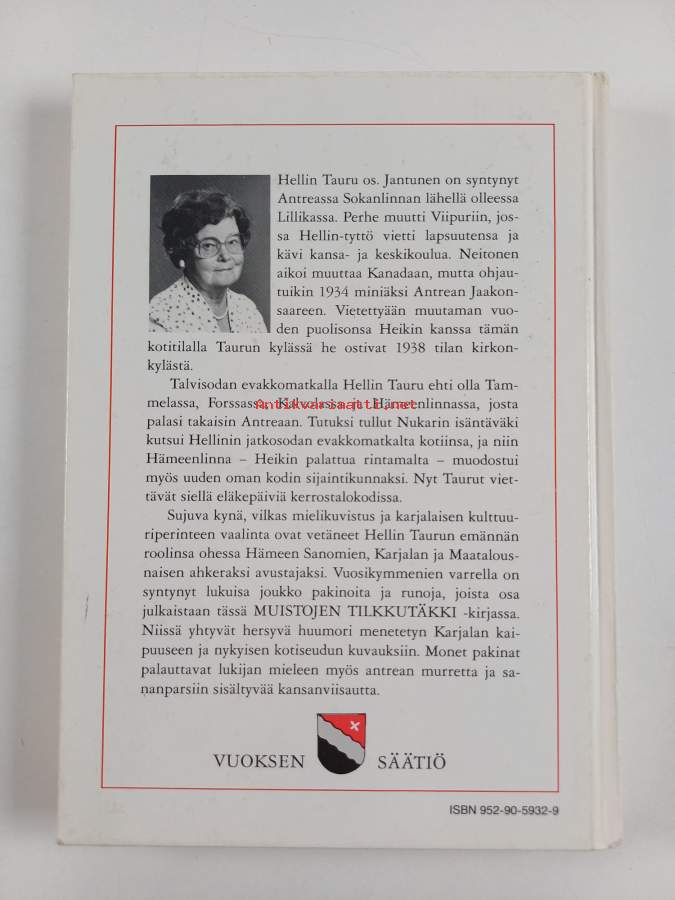 Hellin Tauru os. Jantunen on syntynyt
Antreassa Sokanlinnan lähellä olleessa
Lillikassa. Perhe muutti Viipuriin, jos-
sa Hellin-tyttö vietti lapsuutensa ja
kävi kansa- ja keskikoulua. Neitonen
aikoi muuttaa Kanadaan, mutta ohjau-
tuikin 1934 miniäksi Antrean Jaakon-
saareen. Vietettyään muutaman vuo-
den puolisonsa Heikin kanssa tämän
kotitilalla Taurun kylässä he ostivat 1938 tilan kirkon-
kylästä.
Talvisodan evakkomatkalla Hellin Tauru ehti olla Tam-
melassa, Forssassa, Kalvolassa ja Hämeenlinnassa, josta
Antikvariaatti.net
palasi takaisin Antreaan. Tutuksi tullut Nukarin isäntäväki
kutsui Hellinin jatkosodan evakkomatkalta kotiinsa, ja niin
Hämeenlinna – Heikin palattua rintamalta – muodostui
myös uuden oman kodin sijaintikunnaksi. Nyt Taurut viet-
tävät siellä eläkepäiviä kerrostalokodissa.
Sujuva kynä, vilkas mielikuvistus ja karjalaisen kulttuu-
riperinteen vaalinta ovat vetäneet Hellin Taurun emännän
roolinsa ohessa Hämeen Sanomien, Karjalan ja Maatalous-
naisen ahkeraksi avustajaksi. Vuosikymmenien varrella on
syntynyt lukuisa joukko pakinoita ja runoja, joista osa
julkaistaan tässä MUISTOJEN TILKKUTÄKKI -kirjassa.
Niissä yhtyvät hersyvä huumori menetetyn Karjalan kai-
puuseen ja nykyisen kotiseudun kuvauksiin. Monet pakinat
palauttavat lukijan mieleen myös antrean murretta ja sa-
nanparsiin sisältyvää kansanviisautta.
VUOKSEN SÄÄTIÖ
ISBN 952-90-5932-9